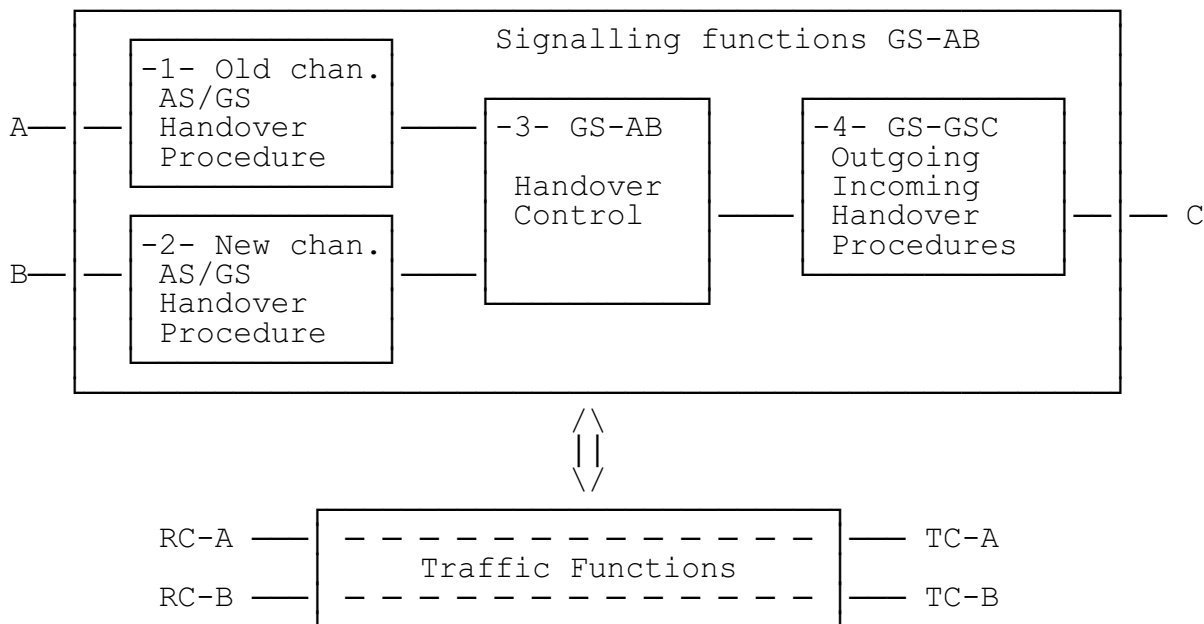 Signalling functions GS-AB
-1- Old chan.
AS/GS
Handover
Procedure
A
-2- New chan.
AS/GS
Handover
Procedure
B
-3- GS-AB
Handover
Control
-4- GS-GSC
Outgoing
Incoming
Handover
Procedures
C
RC-A
TC-A
Traffic Functions
RC-B
TC-B